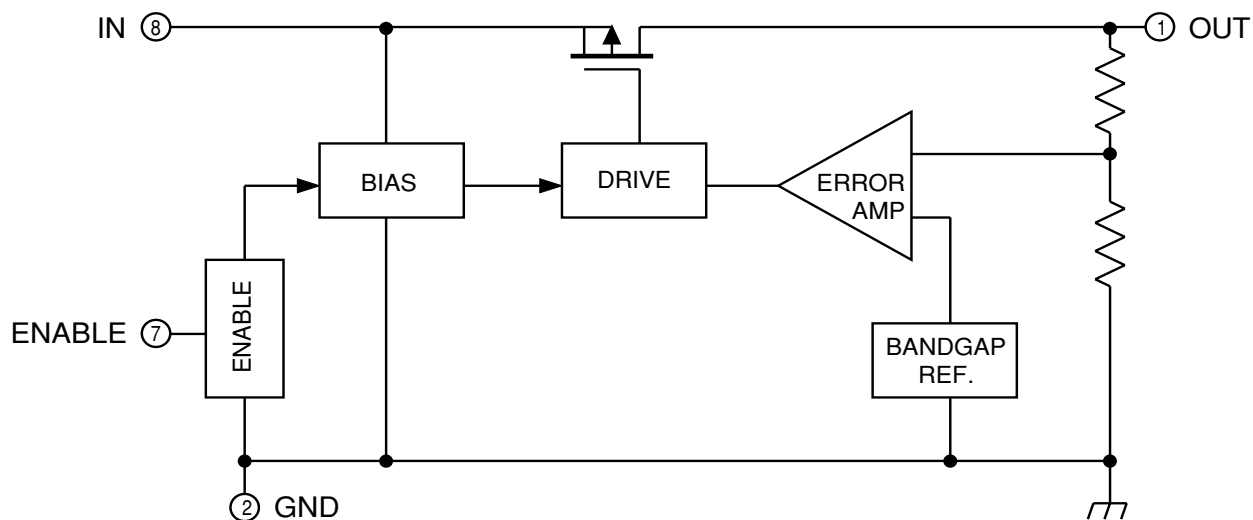 IN 8
1 OUT
BIAS
DRIVE
ERROR
AMP
ENABLE
ENABLE 7
BANDGAP
REF.
2 GND